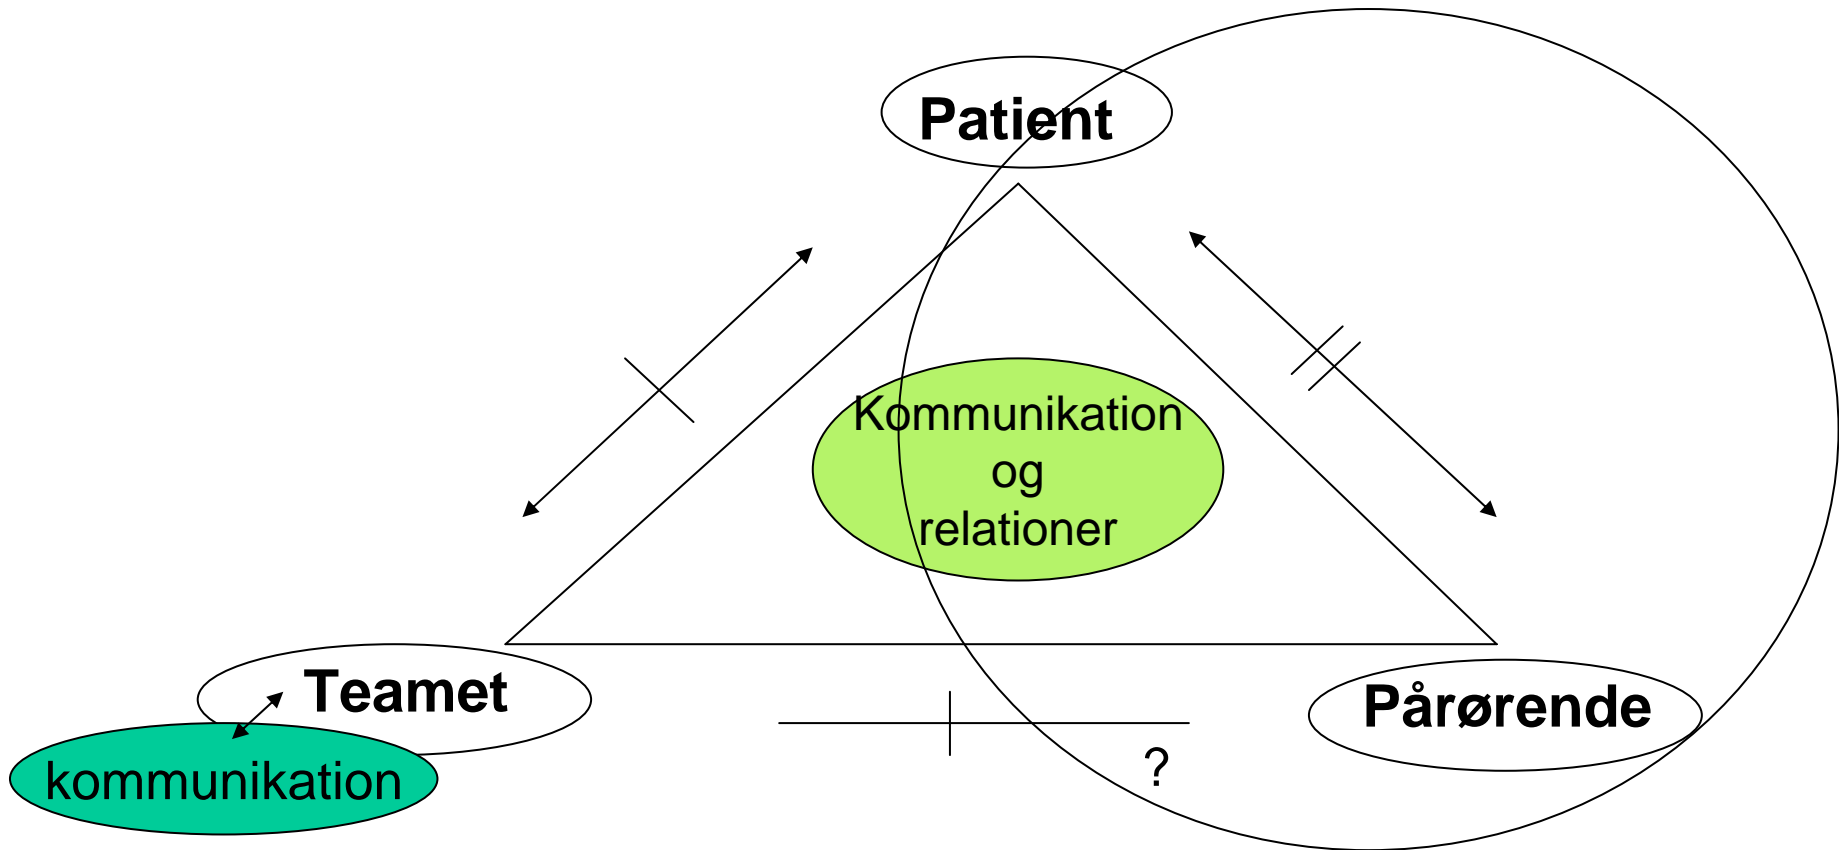 Patient
Kommunikation
og
relationer
Teamet
Pårørende
?
kommunikation